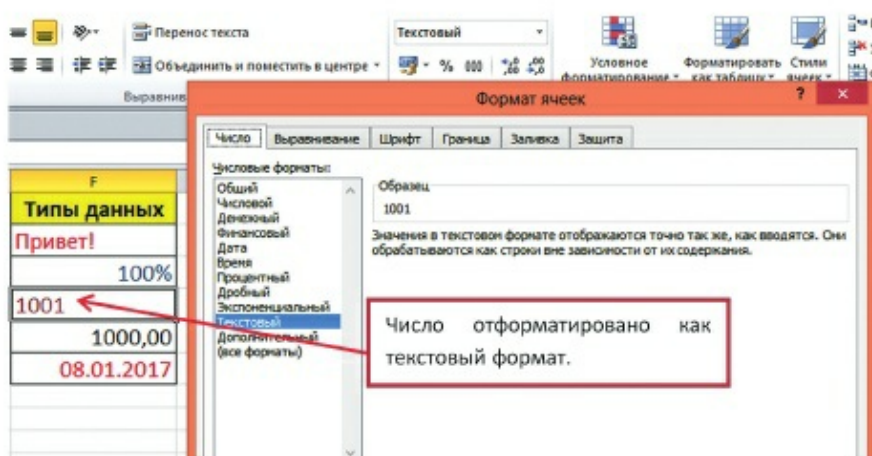 Перенос текста
Текстовый
Объединить и поместить в центре
% 000
Условное форматирование
Форматировать как таблицу
Стили ячеек
Формат ячеек
?
Число Выравнивание Шрифт Граница Заливка Защита
Числовые форматы:
Общий
Числовой
Денежный
Финансовый
Дата
Время
Процентный
Дробный
Экспоненциальный
Текстовый
Дополнительный
(все форматы)
Образец
1001
Значения в текстовом формате отображаются точно так же, как вводятся. Они
обрабатываются как строки вне зависимости от их содержания.
F
Типы данных
Привет!
100%
1001
1000,00
08.01.2017
Число отформатировано как
текстовый формат.